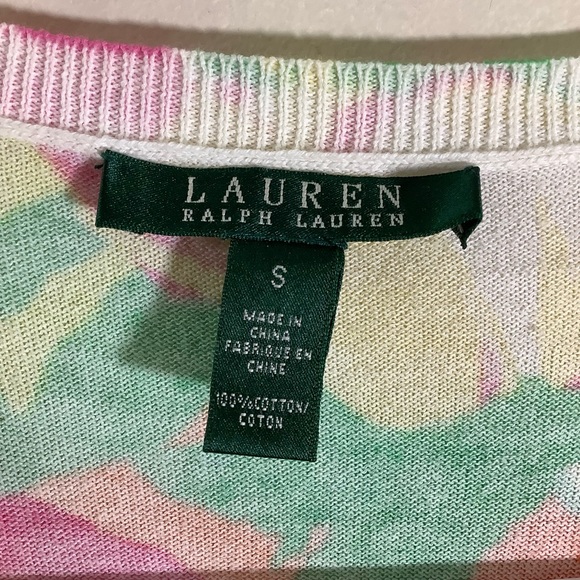 LAUREN
RALPH LAUREN
S
MADE IN
CHINA
FABRIQUE EN
CHINE
100%COTTON/
COTON